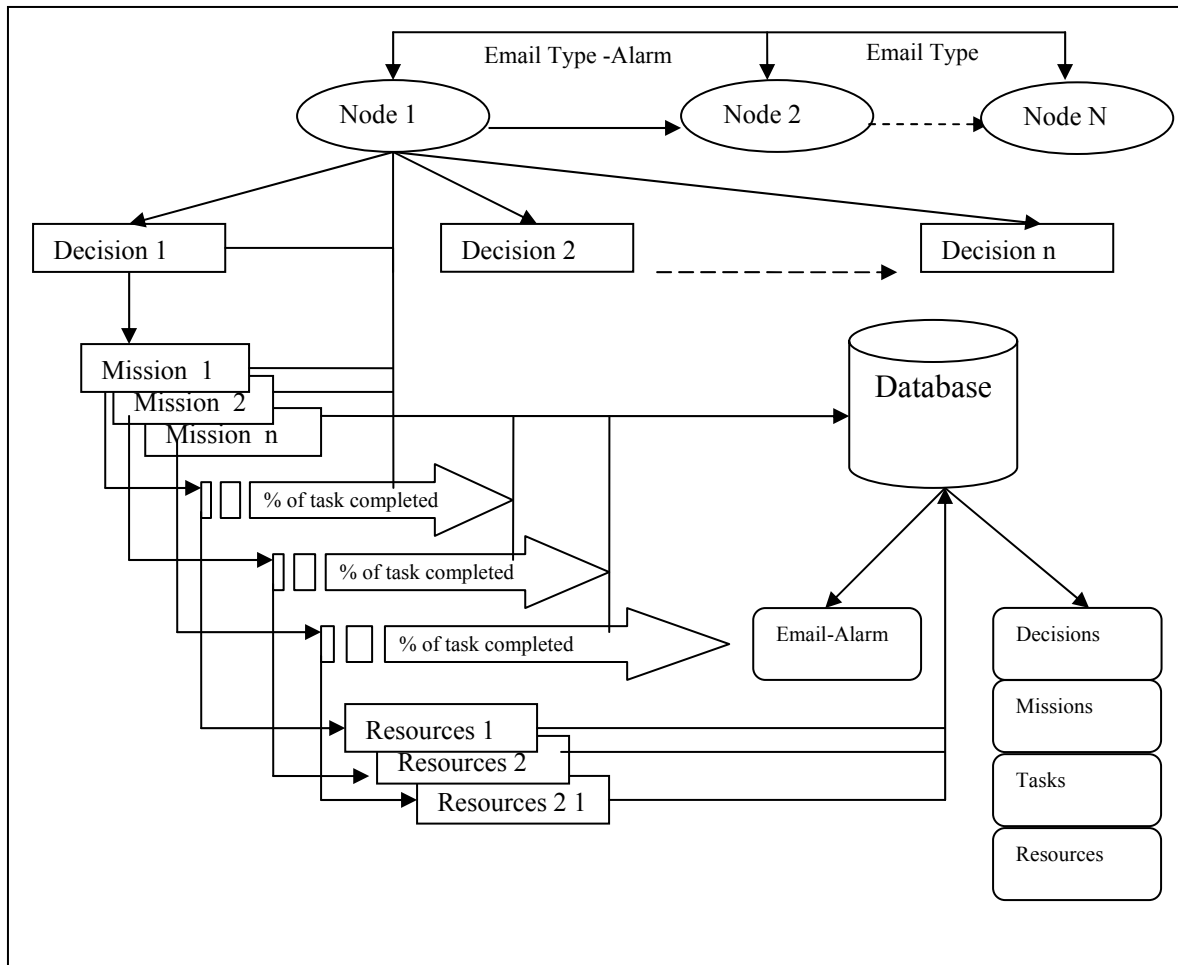 Email Type -Alarm
Email Type
Node 1
Node 2
Node N
Decision 1
Decision 2
Decision n
Mission 1
Mission 2
Mission n
Database
% of task completed
% of task completed
% of task completed
Email-Alarm
Decisions
Missions
Tasks
Resources
Resources 1
Resources 2
Resources 2 1